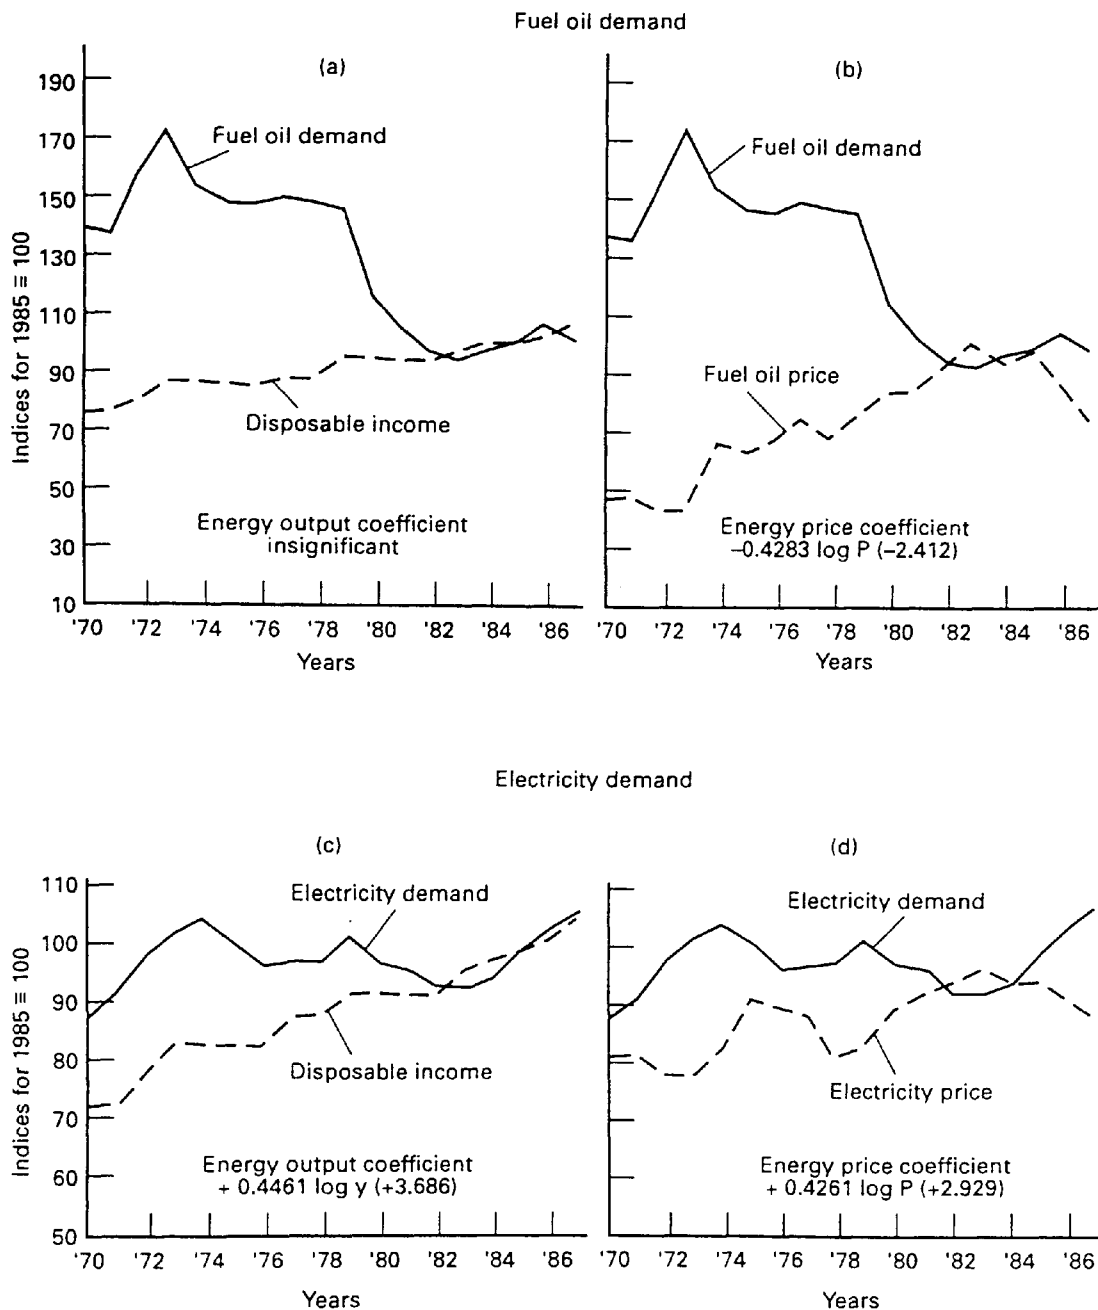 Fuel oil demand
(a)
190
170
150
130
110
90
70
50
30
10
Indices for 1985 ≡ 100
Fuel oil demand
Disposable income
Energy output coefficient
insignificant
'70 '72 '74 '76 '78 '80 '82 '84 '86
Years
(b)
Fuel oil demand
Fuel oil price
Energy price coefficient
–0.4283 log P (–2.412)
'70 '72 '74 '76 '78 '80 '82 '84 '86
Years
Electricity demand
(c)
110
100
90
80
70
60
50
Indices for 1985 ≡ 100
Electricity demand
Disposable income
Energy output coefficient
+ 0.4461 log y (+3.686)
'70 '72 '74 '76 '78 '80 '82 '84 '86
Years
(d)
Electricity demand
Electricity price
Energy price coefficient
+ 0.4261 log P (+2.929)
'70 '72 '74 '76 '78 '80 '82 '84 '86
Years